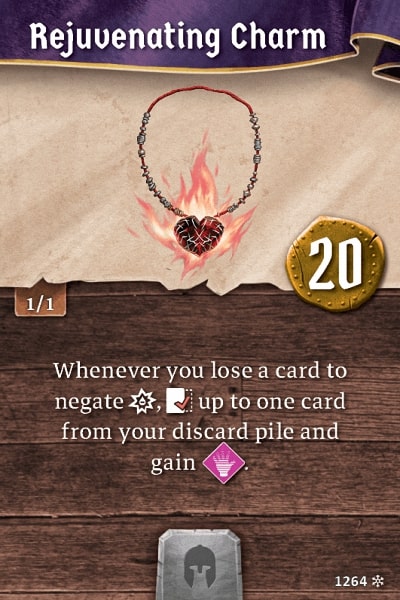 Rejuvenating Charm
20
1/1
Whenever you lose a card to
negate , up to one card
from your discard pile and
gain .
1264